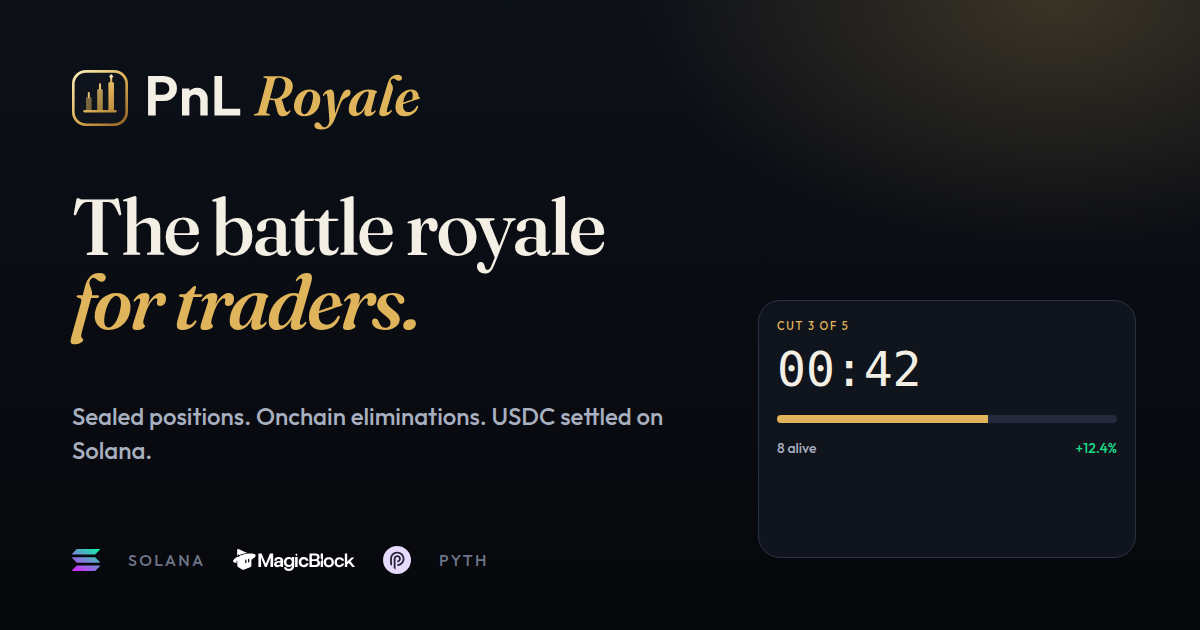 PnL Royale
The battle royale
for traders.
Sealed positions. Onchain eliminations. USDC settled on
Solana.
CUT 3 OF 5
00:42
8 alive +12.4%
SOLANA MagicBlock PYTH